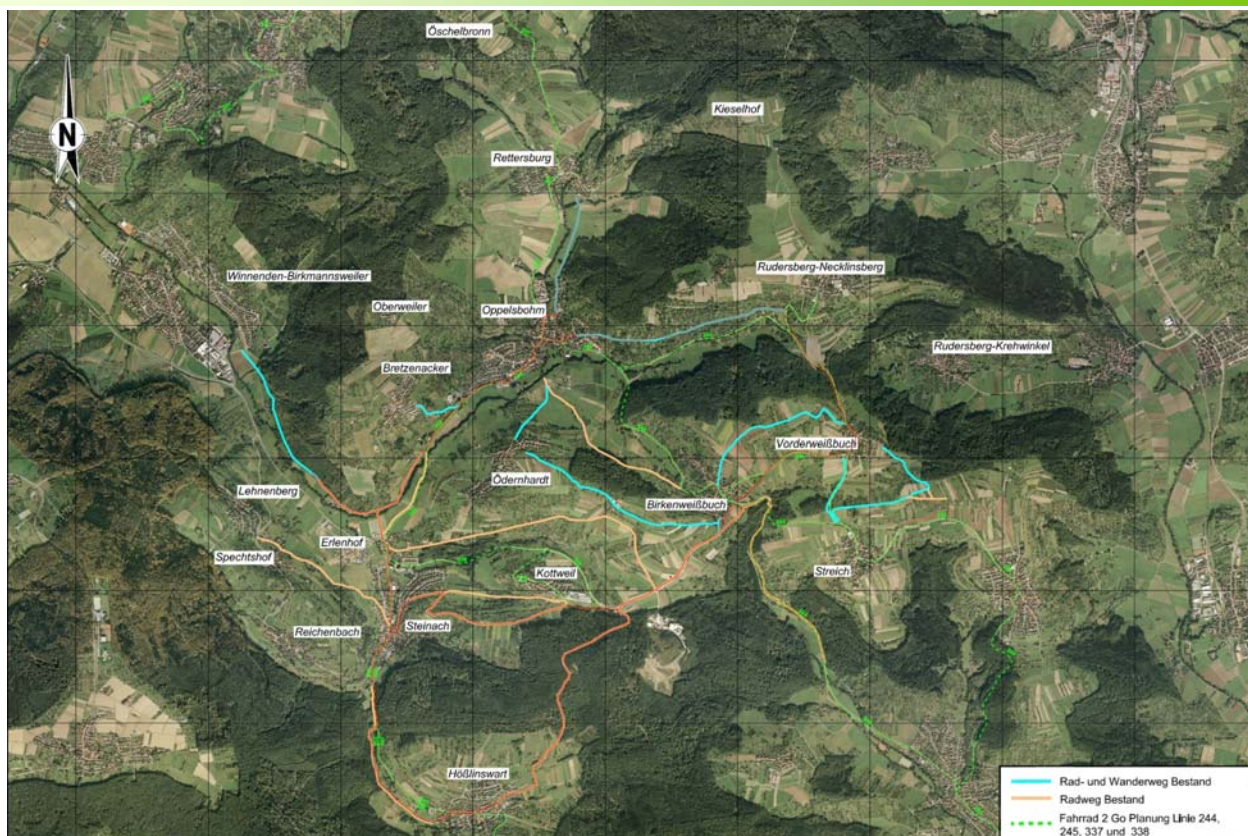 Öschelbronn
Kieselhof
N
Rettersburg
Winnenden-Birkmannsweiler
Rudersberg-Necklinsberg
Oberweiler
Oppelsbohm
Rudersberg-Krehwinkel
Bretzenacker
Vorderweißbuch
Ödernhardt
Lehnenberg
Birkenweißbuch
Erlenhof
Spechtshof
Kottweil
Streich
Reichenbach
Steinach
Hößlinswart
Rad- und Wanderweg Bestand
Radweg Bestand
Fahrrad 2 Go Planung Linie 244,
245, 337 und 338